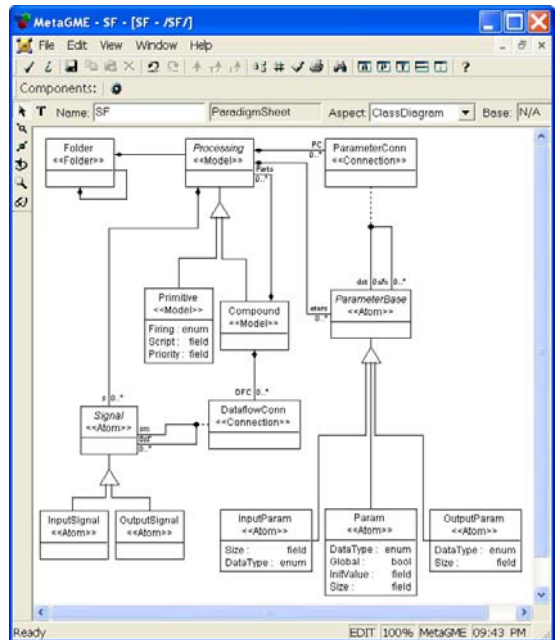 MetaGME - SF - [SF - /SF/]
File Edit View Window Help
Components:
T Name: SF ParadigmSheet Aspect: ClassDiagram Base: N/A
Folder
<<Folder>>
Processing
<<Model>>
PC
0..*
ParameterConn
<<Connection>>
Parts
0..*
dst
0..*
Primitive
<<Model>>
Firing : enum
Script : field
Priority : field
Compound
<<Model>>
0..*
ParameterBase
<<Atom>>
s 0..*
DFC 0..*
Signal
<<Atom>>
src
dst
0..*
DataflowConn
<<Connection>>
InputSignal
<<Atom>>
OutputSignal
<<Atom>>
InputParam
<<Atom>>
Size : field
DataType : enum
Param
<<Atom>>
DataType : enum
Global : bool
InitValue : field
Size : field
OutputParam
<<Atom>>
DataType : enum
Size : field
Ready EDIT 100% MetaGME 09:43 PM